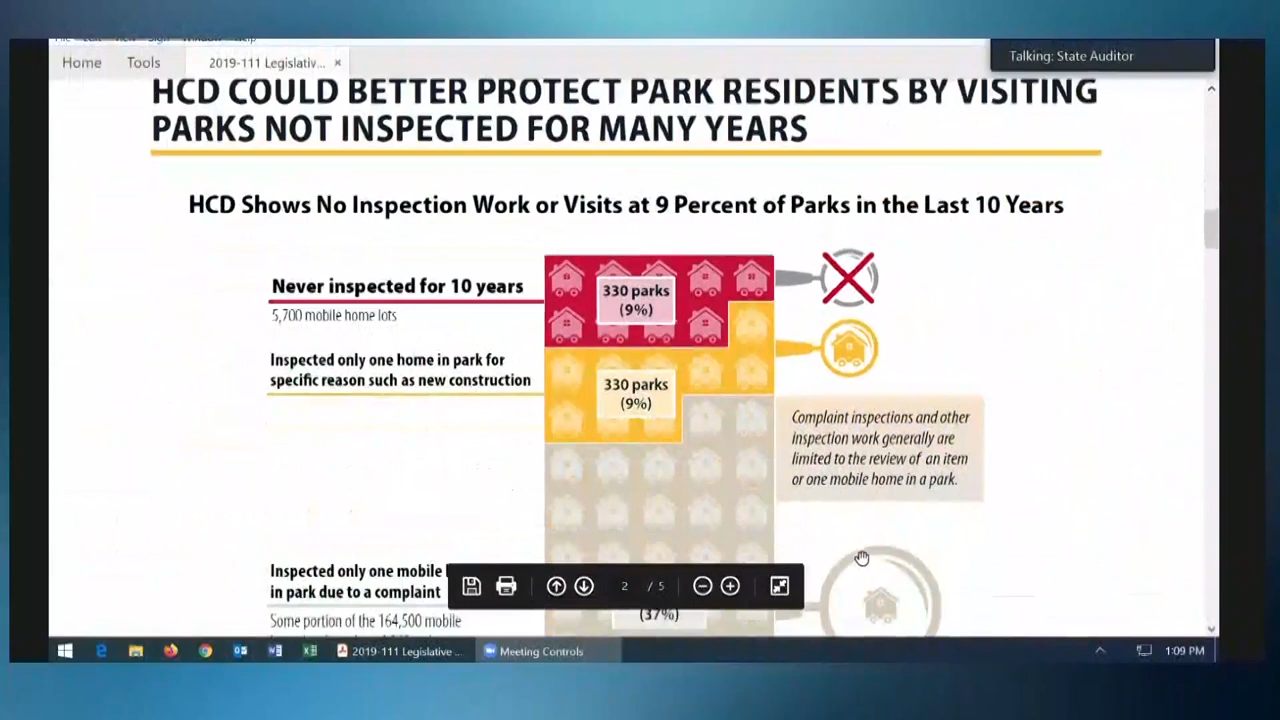 Home
Tools
2019-111 Legislativ... ×
Talking: State Auditor
HCD COULD BETTER PROTECT PARK RESIDENTS BY VISITING
PARKS NOT INSPECTED FOR MANY YEARS
HCD Shows No Inspection Work or Visits at 9 Percent of Parks in the Last 10 Years
Never inspected for 10 years
5,700 mobile home lots
330 parks
(9%)
Inspected only one home in park for
specific reason such as new construction
330 parks
(9%)
Complaint inspections and other
inspection work generally are
limited to the review of an item
or one mobile home in a park.
Inspected only one mobile
in park due to a complaint
Some portion of the 164,500 mobile
(37%)
2 / 5
2019-111 Legislative ...
Meeting Controls
1:09 PM